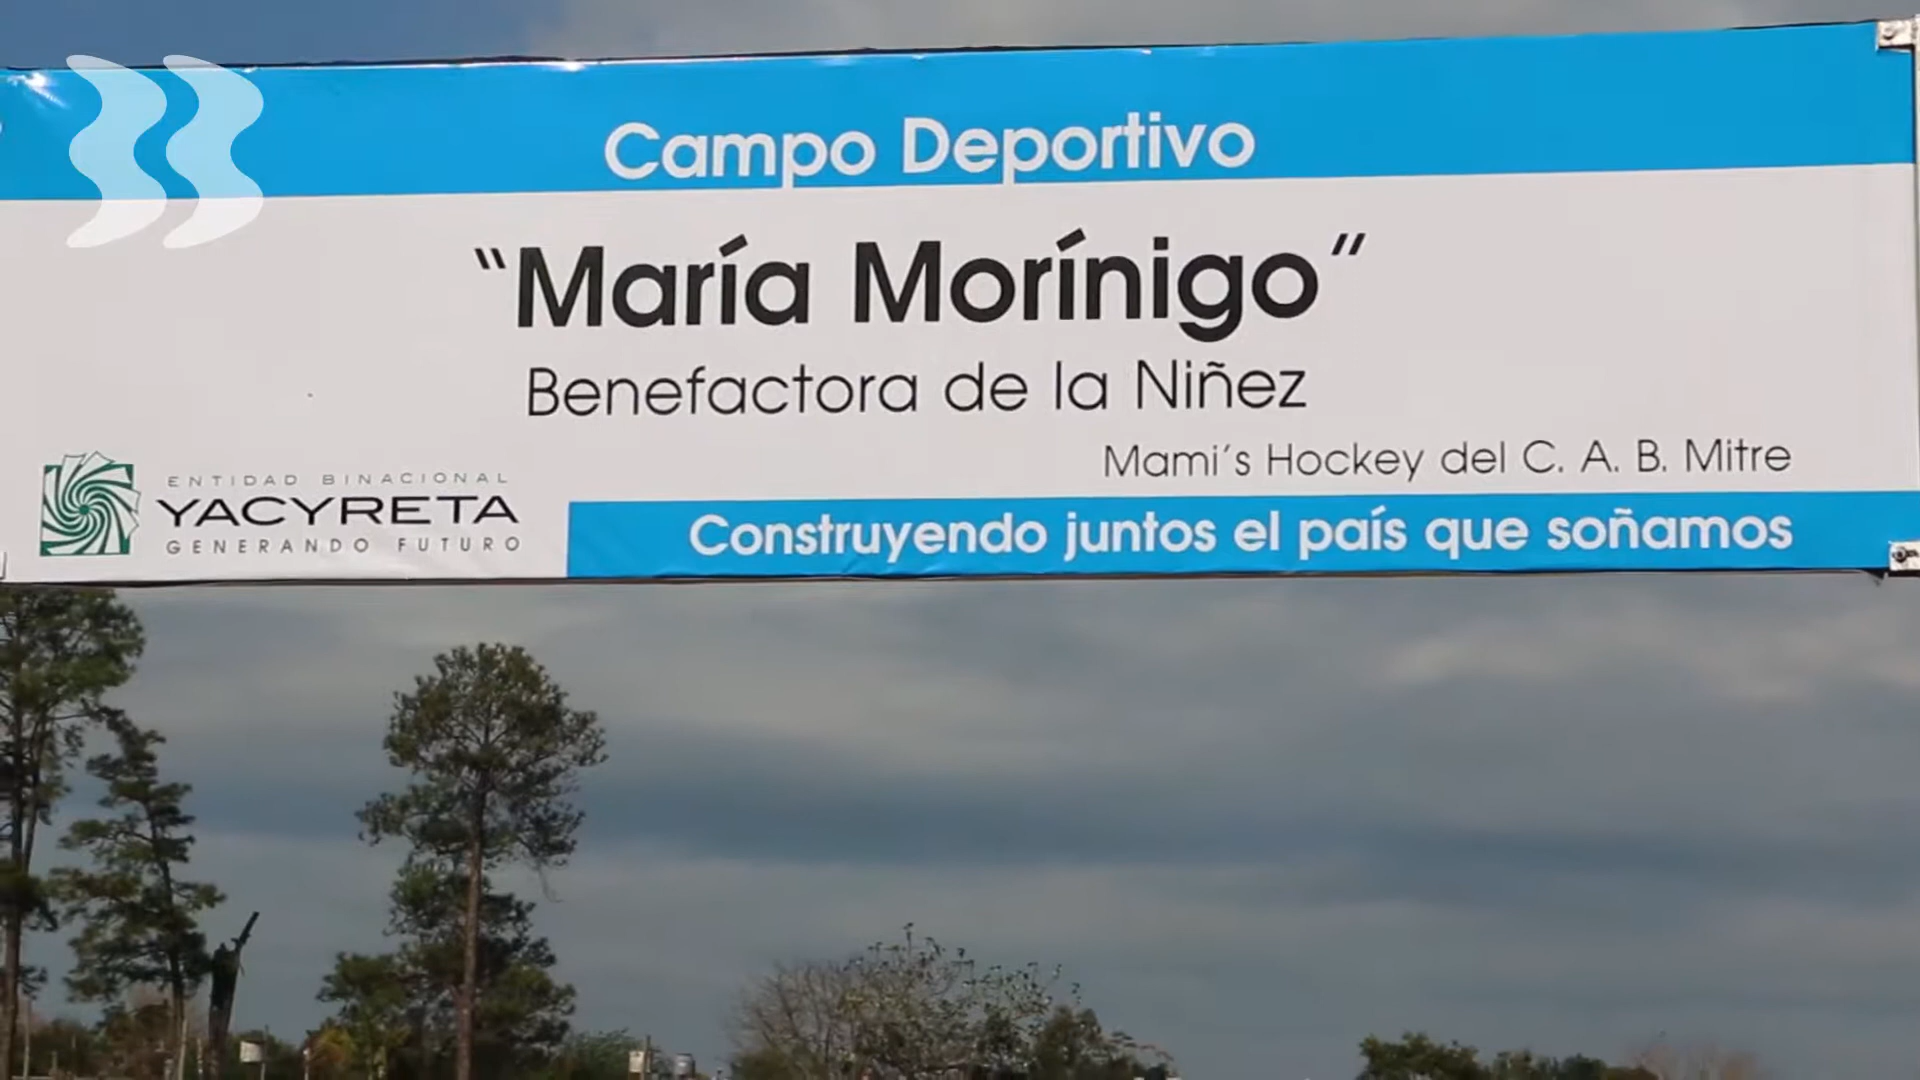 Campo Deportivo
“María Morínigo”
Benefactora de la Niñez
Mami´s Hockey del C. A. B. Mitre
ENTIDAD BINACIONAL
YACYRETA
GENERANDO FUTURO
Construyendo juntos el país que soñamos